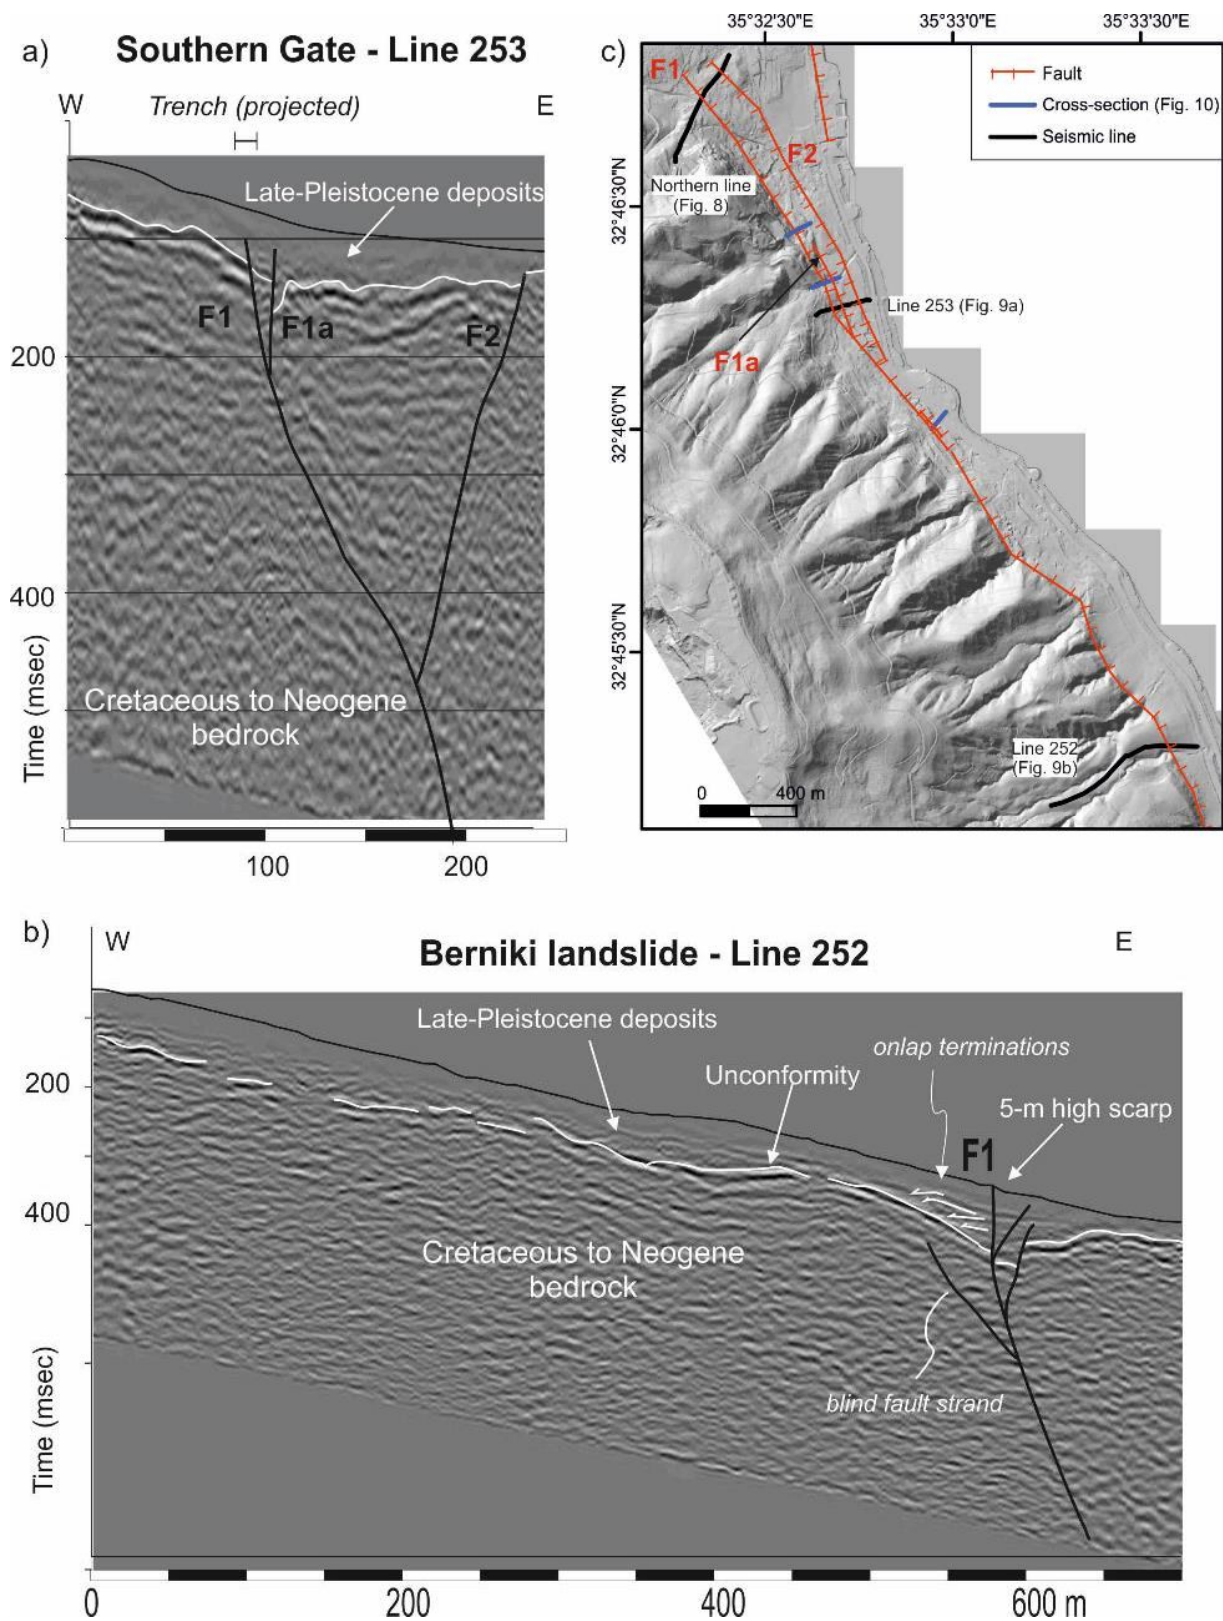 a)
Southern Gate - Line 253
W
Trench (projected)
E
Late-Pleistocene deposits
F1
F1a
F2
200
400
Time (msec)
Cretaceous to Neogene
bedrock
100
200
c)
35°32'30"E
35°33'0"E
35°33'30"E
32°46'30"N
32°46'0"N
32°45'30"N
F1
F2
F1a
Northern line
(Fig. 8)
Line 253 (Fig. 9a)
Line 252
(Fig. 9b)
0
400 m
Fault
Cross-section (Fig. 10)
Seismic line
b)
W
Berniki landslide - Line 252
E
Late-Pleistocene deposits
onlap terminations
Unconformity
5-m high scarp
F1
200
400
Time (msec)
Cretaceous to Neogene
bedrock
blind fault strand
0
200
400
600 m